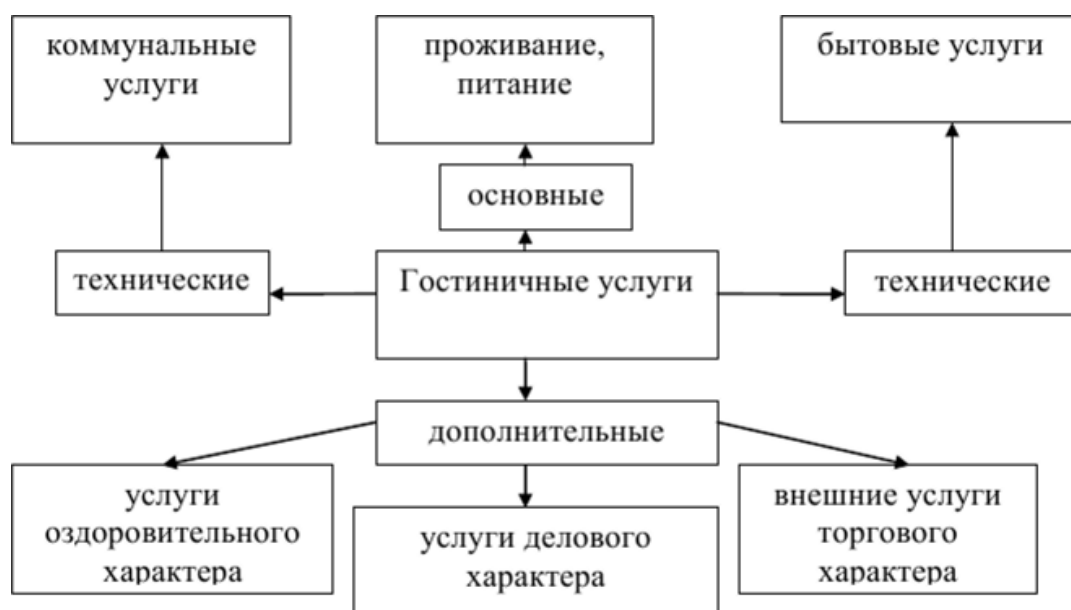 коммунальные
услуги
проживание,
питание
бытовые услуги
основные
технические
Гостиничные услуги
технические
дополнительные
услуги
оздоровительного
характера
услуги делового
характера
внешние услуги
торгового
характера